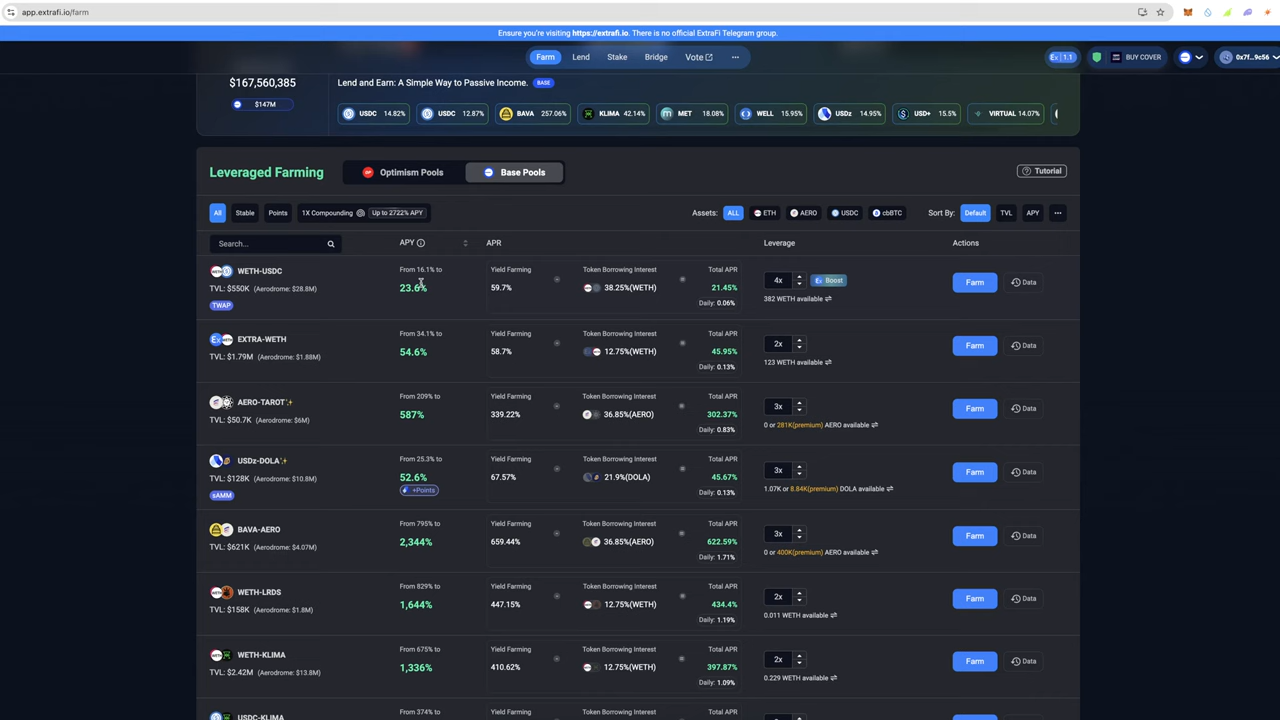 app.extrafi.io/farm
Ensure you're visiting https://extrafi.io. There is no official ExtraFi Telegram group.
Farm Lend Stake Bridge Vote ···
1.1 BUY COVER 0x7f...9c56
$167,560,385
$147M
Lend and Earn: A Simple Way to Passive Income. BASE
USDC 14.82% USDC 12.87% BAVA 257.06% KLIMA 42.14% MET 18.08% WELL 15.95% USDz 14.95% USD+ 15.5% VIRTUAL 14.07%
Leveraged Farming OP Optimism Pools Base Pools Tutorial
All Stable Points 1X Compounding Up to 2722% APY Assets: ALL ETH AERO USDC cbBTC Sort By: Default TVL APY ···
Search... APY APR Leverage Actions
WETH-USDC
TVL: $550K (Aerodrome: $28.8M)
TWAP
From 16.1% to
23.6%
Yield Farming
59.7%
Token Borrowing Interest
38.25%(WETH)
Total APR
21.45%
Daily: 0.06%
4x Boost
382 WETH available
Farm Data
EXTRA-WETH
TVL: $1.79M (Aerodrome: $1.88M)
From 34.1% to
54.6%
Yield Farming
58.7%
Token Borrowing Interest
12.75%(WETH)
Total APR
45.95%
Daily: 0.13%
2x
123 WETH available
Farm Data
AERO-TAROT
TVL: $50.7K (Aerodrome: $6M)
From 209% to
587%
Yield Farming
339.22%
Token Borrowing Interest
36.85%(AERO)
Total APR
302.37%
Daily: 0.83%
3x
0 or 281K(premium) AERO available
Farm Data
USDz-DOLA
TVL: $128K (Aerodrome: $10.8M)
sAMM
From 25.3% to
52.6%
+Points
Yield Farming
67.57%
Token Borrowing Interest
21.9%(DOLA)
Total APR
45.67%
Daily: 0.13%
3x
1.07K or 8.84K(premium) DOLA available
Farm Data
BAVA-AERO
TVL: $621K (Aerodrome: $4.07M)
From 795% to
2,344%
Yield Farming
659.44%
Token Borrowing Interest
36.85%(AERO)
Total APR
622.59%
Daily: 1.71%
3x
0 or 400K(premium) AERO available
Farm Data
WETH-LRDS
TVL: $158K (Aerodrome: $1.8M)
From 829% to
1,644%
Yield Farming
447.15%
Token Borrowing Interest
12.75%(WETH)
Total APR
434.4%
Daily: 1.19%
2x
0.011 WETH available
Farm Data
WETH-KLIMA
TVL: $2.42M (Aerodrome: $13.8M)
From 675% to
1,336%
Yield Farming
410.62%
Token Borrowing Interest
12.75%(WETH)
Total APR
397.87%
Daily: 1.09%
2x
0.229 WETH available
Farm Data
USDC-KLIMA
From 374% to
Yield Farming
Token Borrowing Interest
Total APR